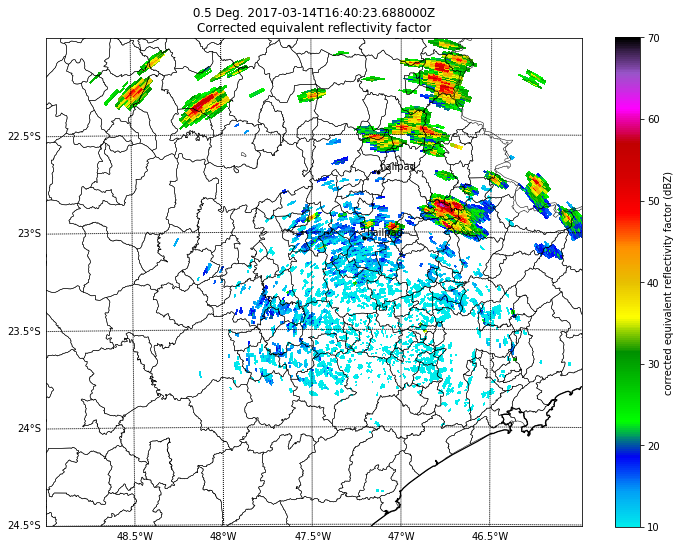 0.5 Deg. 2017-03-14T16:40:23.688000Z
Corrected equivalent reflectivity factor
22.5°S
23°S
23.5°S
24°S
24.5°S
48.5°W
48°W
47.5°W
47°W
46.5°W
hailpad
hailpad
70
60
50
40
30
20
10
corrected equivalent reflectivity factor (dBZ)